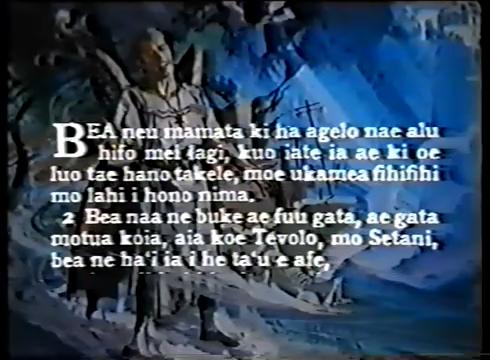 BEA neu mamata ki ha agelo nae alu
hifo mei lagi, kuo iate ia ae ki oe
luo tae hano takele, moe ukamea fihifihi
mo lahi i hono nima.
2 Bea naa ne buke ae fuu gata, ae gata
motua koia, aia koe Tevolo, mo Setani,
bea ne ha'i ia i he ta'u e afe,